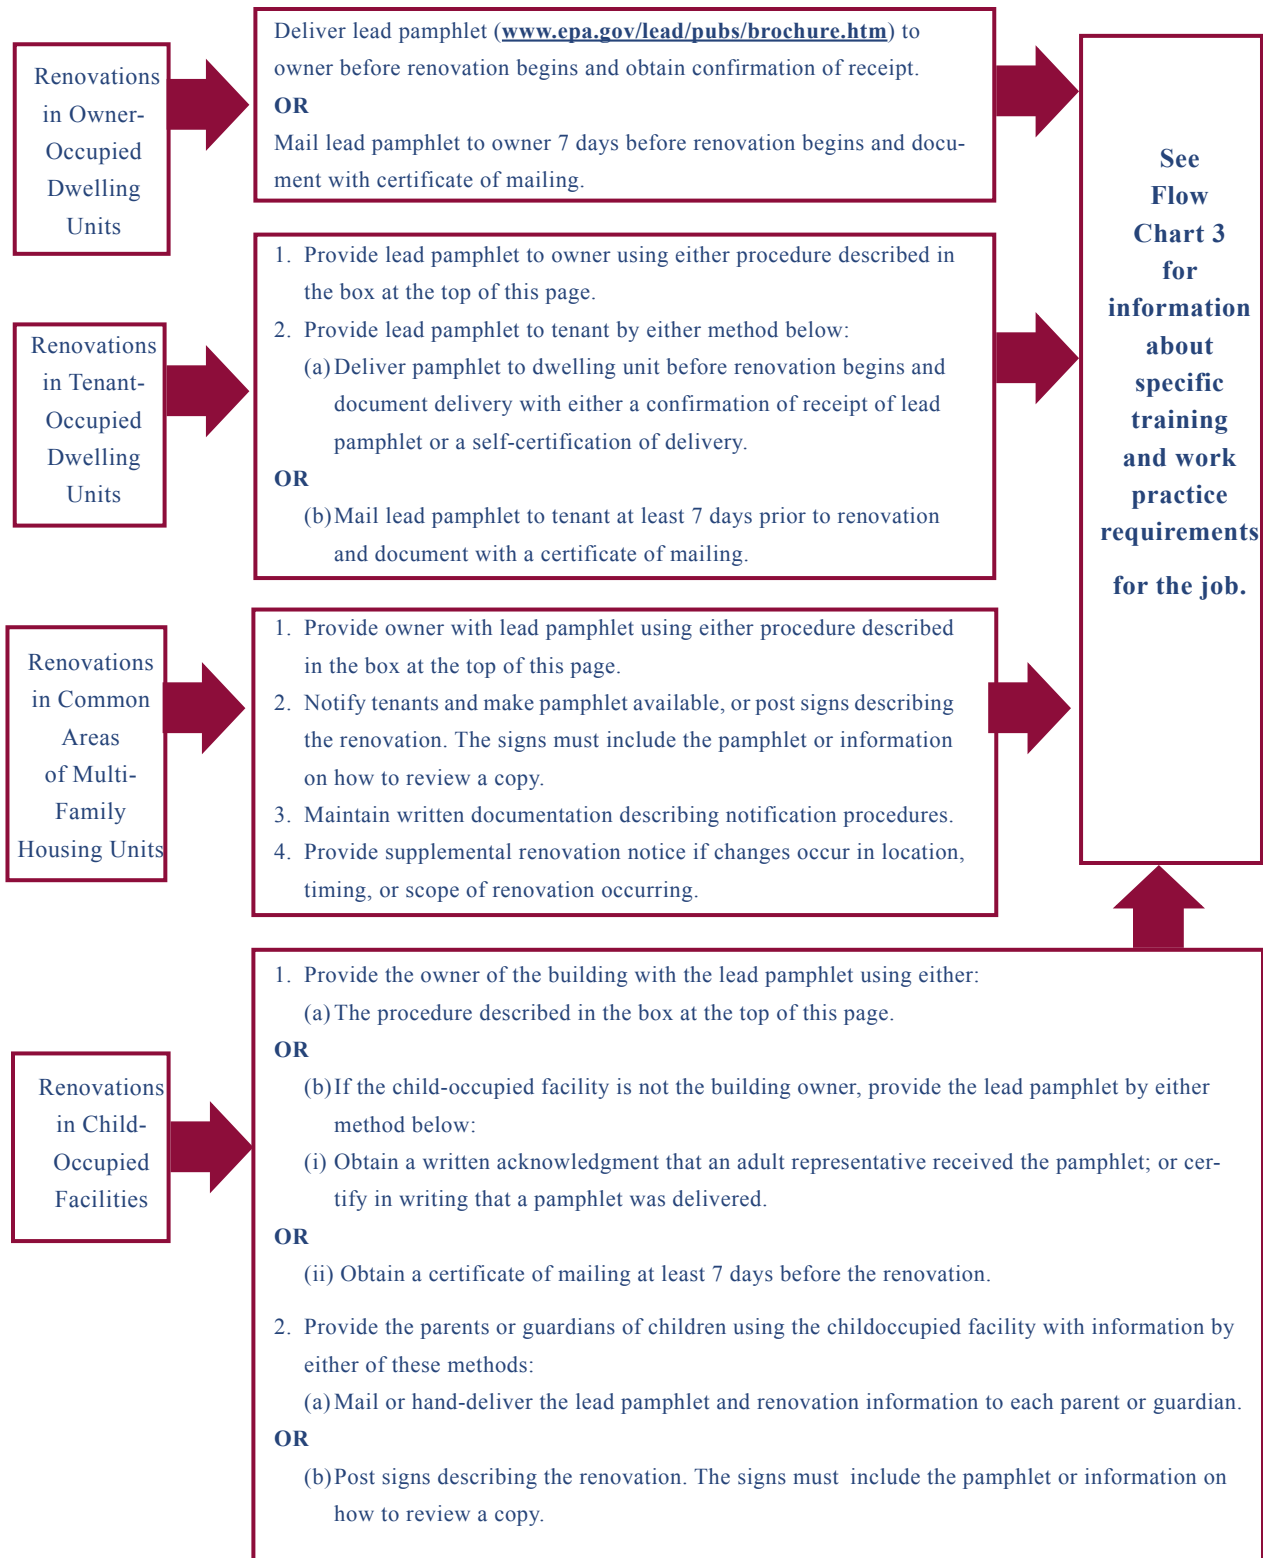 Renovations
in Owner-
Occupied
Dwelling
Units
Deliver lead pamphlet (www.epa.gov/lead/pubs/brochure.htm) to
owner before renovation begins and obtain confirmation of receipt.
OR
Mail lead pamphlet to owner 7 days before renovation begins and docu-
ment with certificate of mailing.
Renovations
in Tenant-
Occupied
Dwelling
Units
1. Provide lead pamphlet to owner using either procedure described in
the box at the top of this page.
2. Provide lead pamphlet to tenant by either method below:
(a) Deliver pamphlet to dwelling unit before renovation begins and
document delivery with either a confirmation of receipt of lead
pamphlet or a self-certification of delivery.
OR
(b) Mail lead pamphlet to tenant at least 7 days prior to renovation
and document with a certificate of mailing.
Renovations
in Common
Areas
of Multi-
Family
Housing Units
1. Provide owner with lead pamphlet using either procedure described
in the box at the top of this page.
2. Notify tenants and make pamphlet available, or post signs describing
the renovation. The signs must include the pamphlet or information
on how to review a copy.
3. Maintain written documentation describing notification procedures.
4. Provide supplemental renovation notice if changes occur in location,
timing, or scope of renovation occurring.
See
Flow
Chart 3
for
information
about
specific
training
and work
practice
requirements
for the job.
Renovations
in Child-
Occupied
Facilities
1. Provide the owner of the building with the lead pamphlet using either:
(a) The procedure described in the box at the top of this page.
OR
(b) If the child-occupied facility is not the building owner, provide the lead pamphlet by either
method below:
(i) Obtain a written acknowledgment that an adult representative received the pamphlet; or cer-
tify in writing that a pamphlet was delivered.
OR
(ii) Obtain a certificate of mailing at least 7 days before the renovation.
2. Provide the parents or guardians of children using the childoccupied facility with information by
either of these methods:
(a) Mail or hand-deliver the lead pamphlet and renovation information to each parent or guardian.
OR
(b) Post signs describing the renovation. The signs must include the pamphlet or information on
how to review a copy.